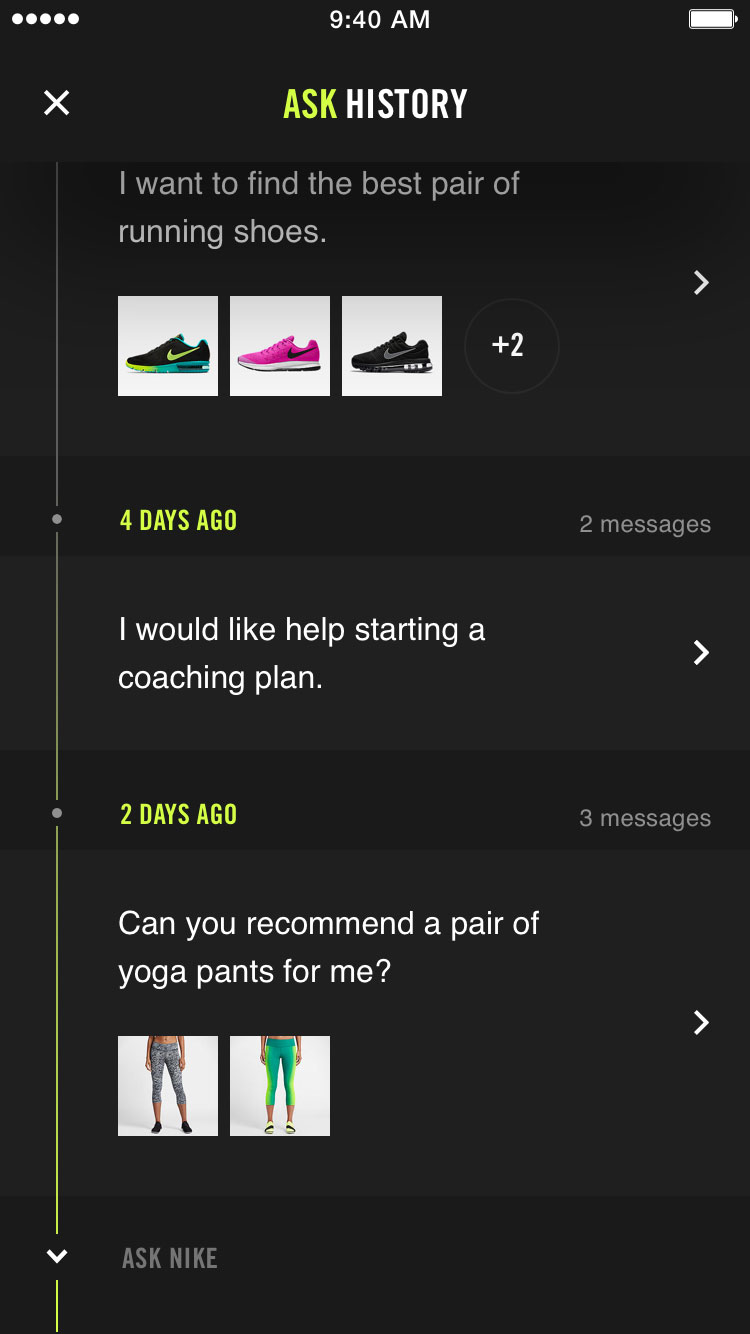 9:40 AM
ASK HISTORY
I want to find the best pair of
running shoes.
+2
4 DAYS AGO
2 messages
I would like help starting a
coaching plan.
2 DAYS AGO
3 messages
Can you recommend a pair of
yoga pants for me?
ASK NIKE